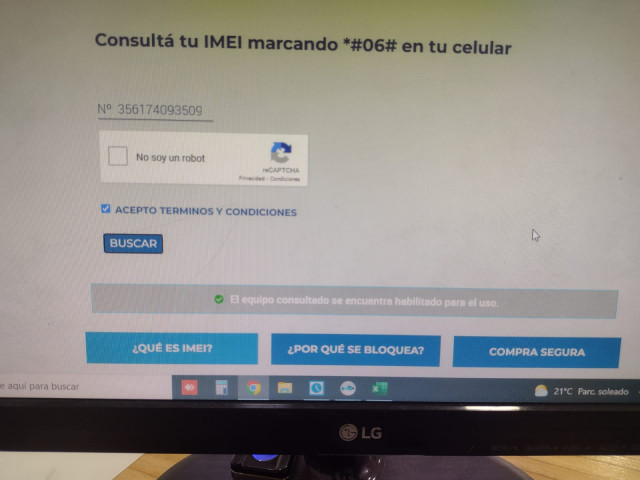 Consultá tu IMEI marcando *#06# en tu celular
Nº 356174093509
No soy un robot
reCAPTCHA
Privacidad - Condiciones
ACEPTO TERMINOS Y CONDICIONES
BUSCAR
El equipo consultado se encuentra habilitado para el uso.
¿QUÉ ES IMEI?
¿POR QUÉ SE BLOQUEA?
COMPRA SEGURA
e aquí para buscar
21°C Parc. soleado
LG